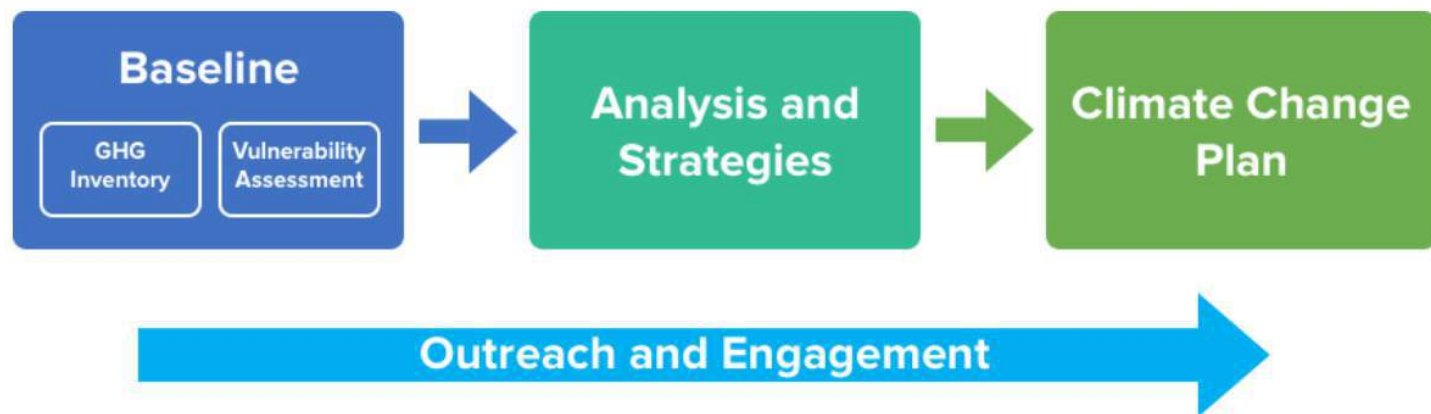 Baseline
GHG
Inventory
Vulnerability
Assessment
Analysis and
Strategies
Climate Change
Plan
Outreach and Engagement